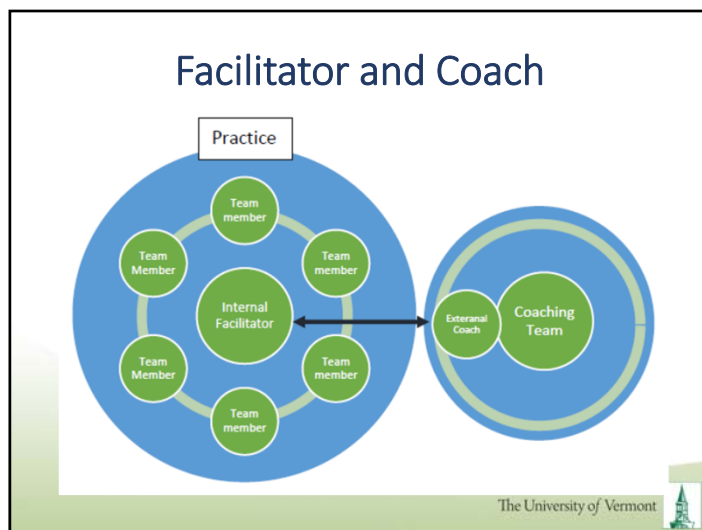 Facilitator and Coach
Practice
Team
member
Team
Member
Team
member
Internal
Facilitator
Team
Member
Team
member
Team
member
Exteranal
Coach
Coaching
Team
The University of Vermont